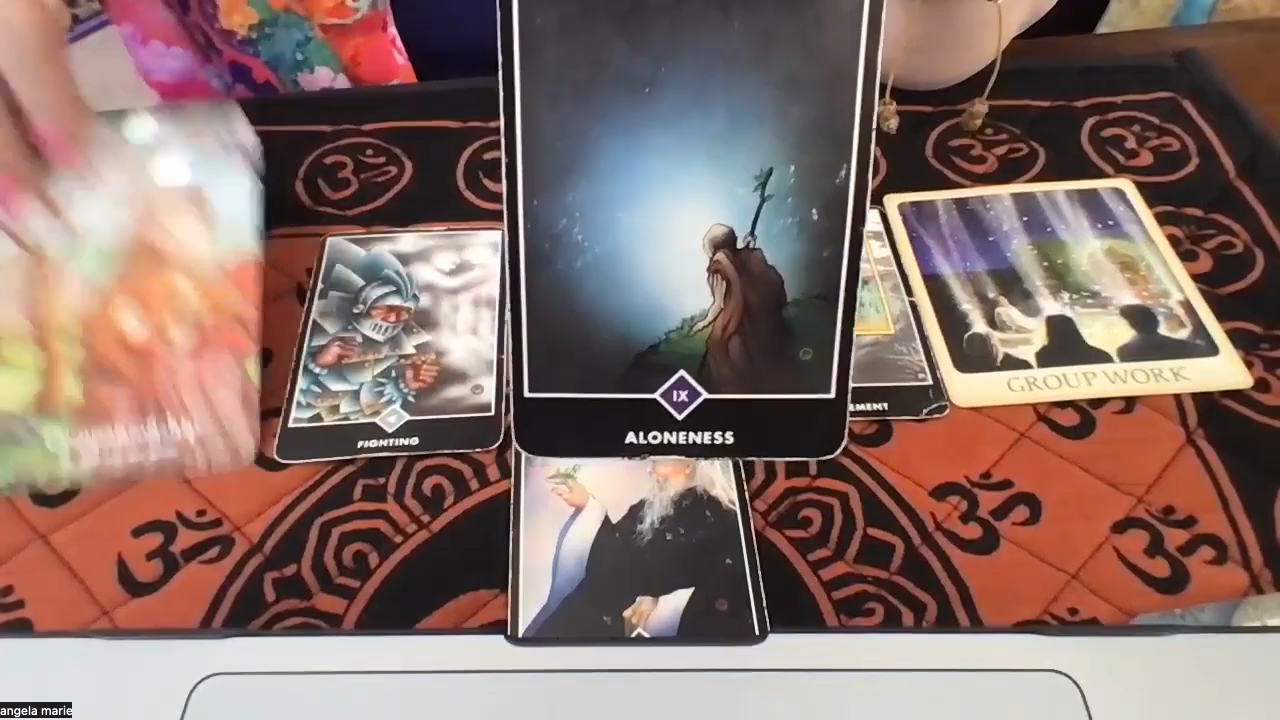 FIGHTING
IX
ALONENESS
EMENT
GROUP WORK
ॐ
ॐ
ॐ
ॐ
ॐ
ॐ
ॐ
angela marie